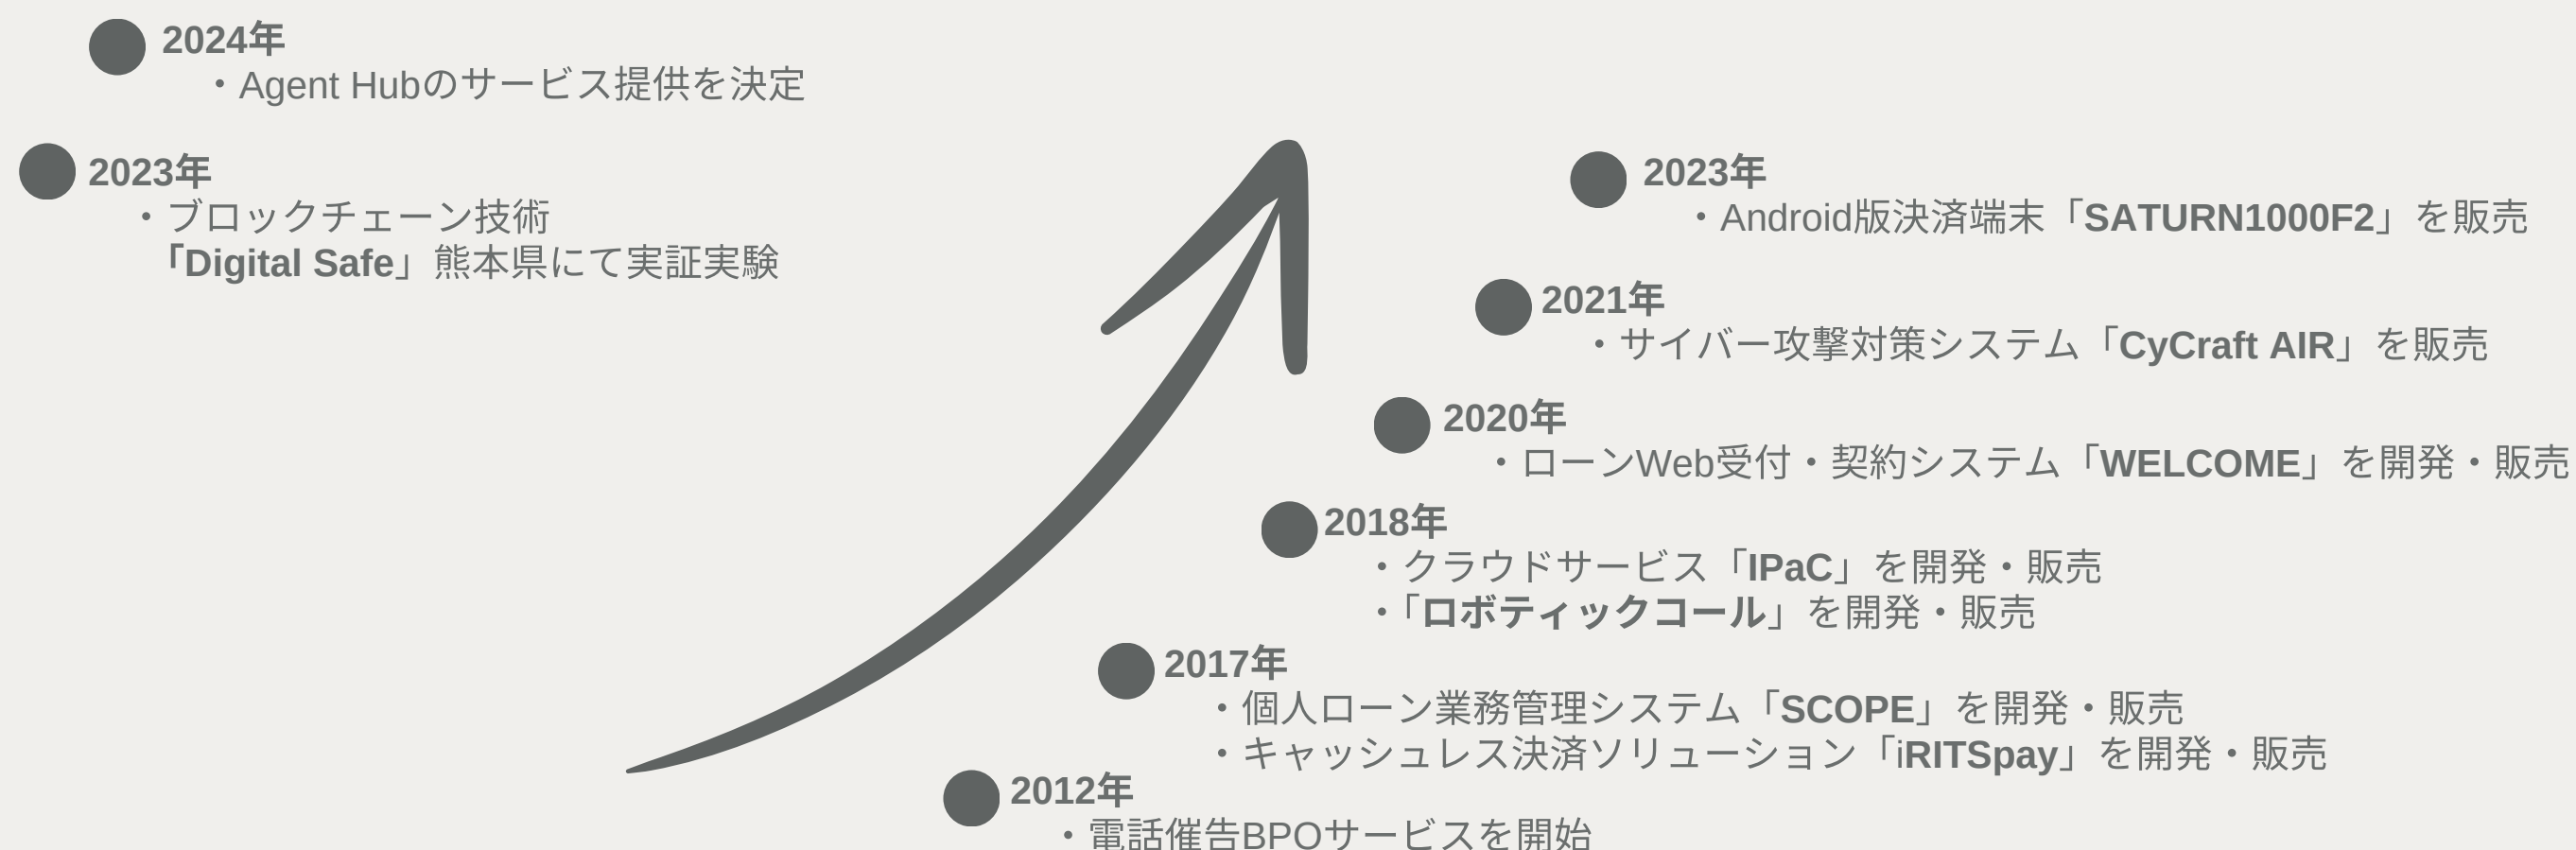 2024年
・Agent Hubのサービス提供を決定
2023年
・ブロックチェーン技術
「Digital Safe」熊本県にて実証実験
2023年
・Android版決済端末「SATURN1000F2」を販売
2021年
・サイバー攻撃対策システム「CyCraft AIR」を販売
2020年
・ローンWeb受付・契約システム「WELCOME」を開発・販売
2018年
・クラウドサービス「IPaC」を開発・販売
・「ロボティックコール」を開発・販売
2017年
・個人ローン業務管理システム「SCOPE」を開発・販売
・キャッシュレス決済ソリューション「iRITSpay」を開発・販売
2012年
・電話催告BPOサービスを開始